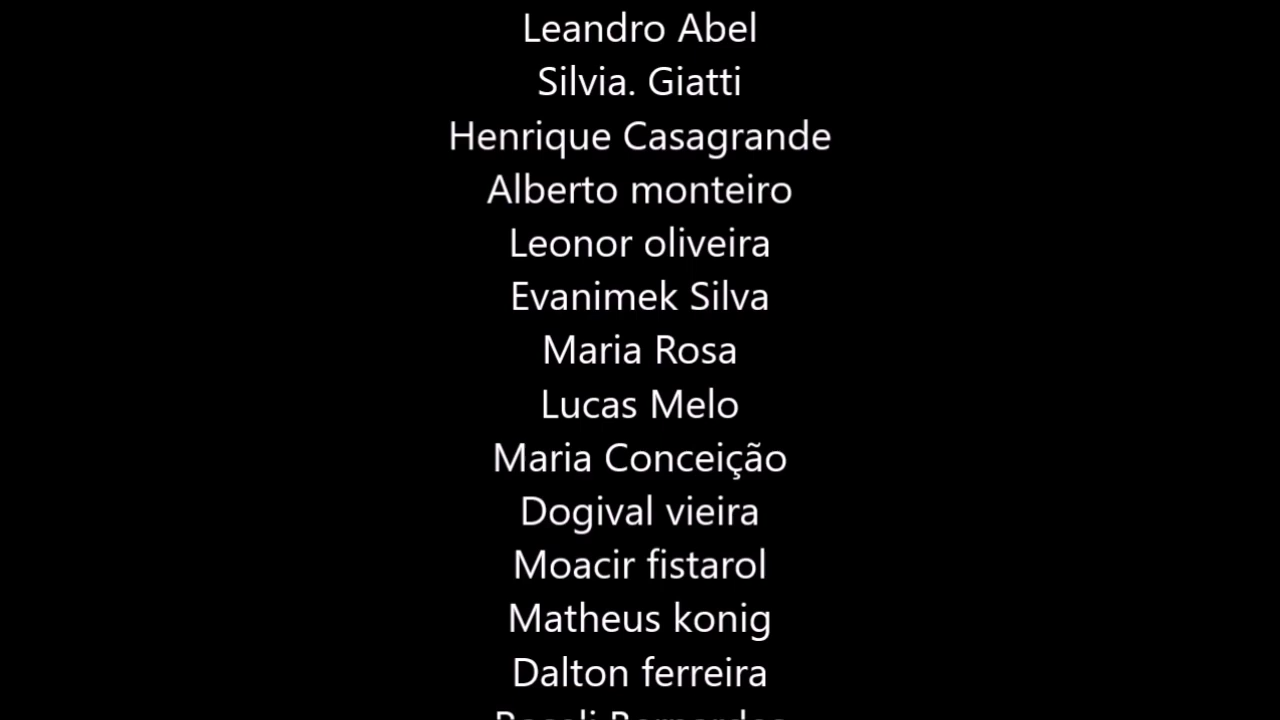 Leandro Abel
Silvia. Giatti
Henrique Casagrande
Alberto monteiro
Leonor oliveira
Evanimek Silva
Maria Rosa
Lucas Melo
Maria Conceição
Dogival vieira
Moacir fistarol
Matheus konig
Dalton ferreira